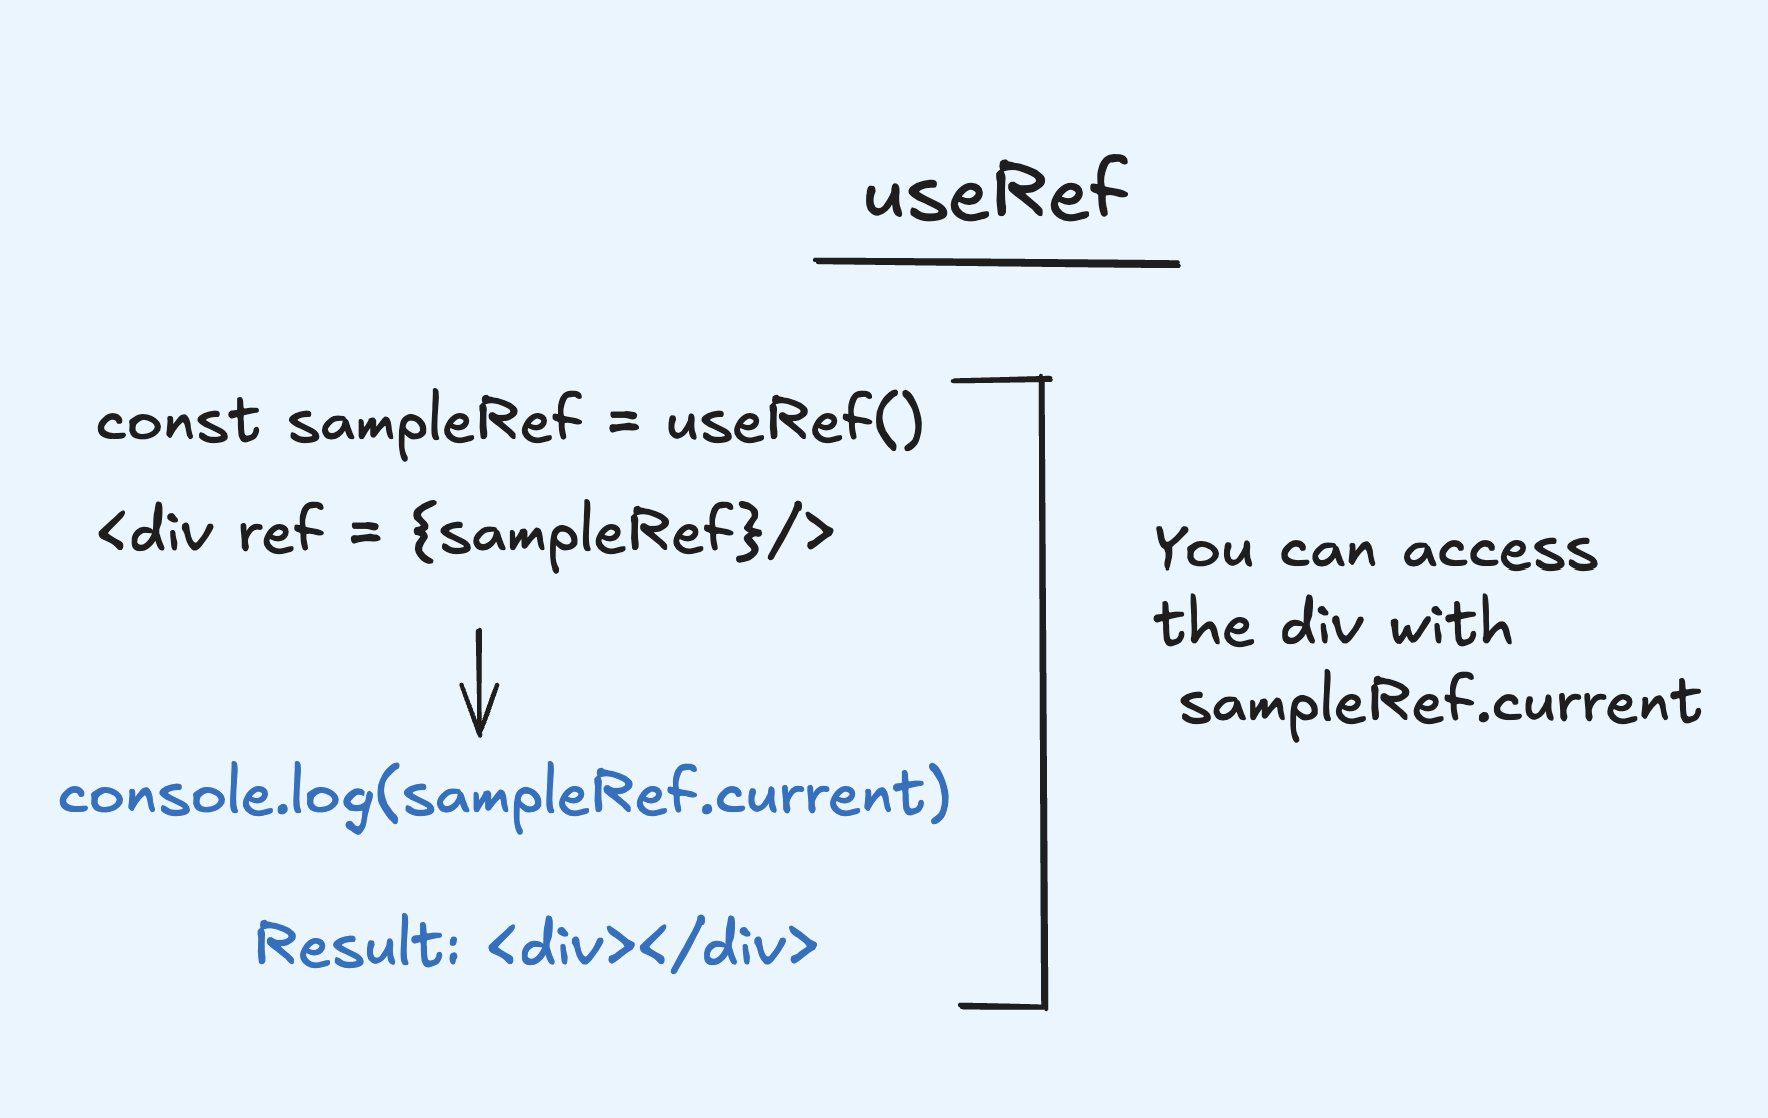 useRef
const sampleRef = useRef()
<div ref = {sampleRef}/>
console.log(sampleRef.current)
Result: <div></div>
You can access
the div with
sampleRef.current